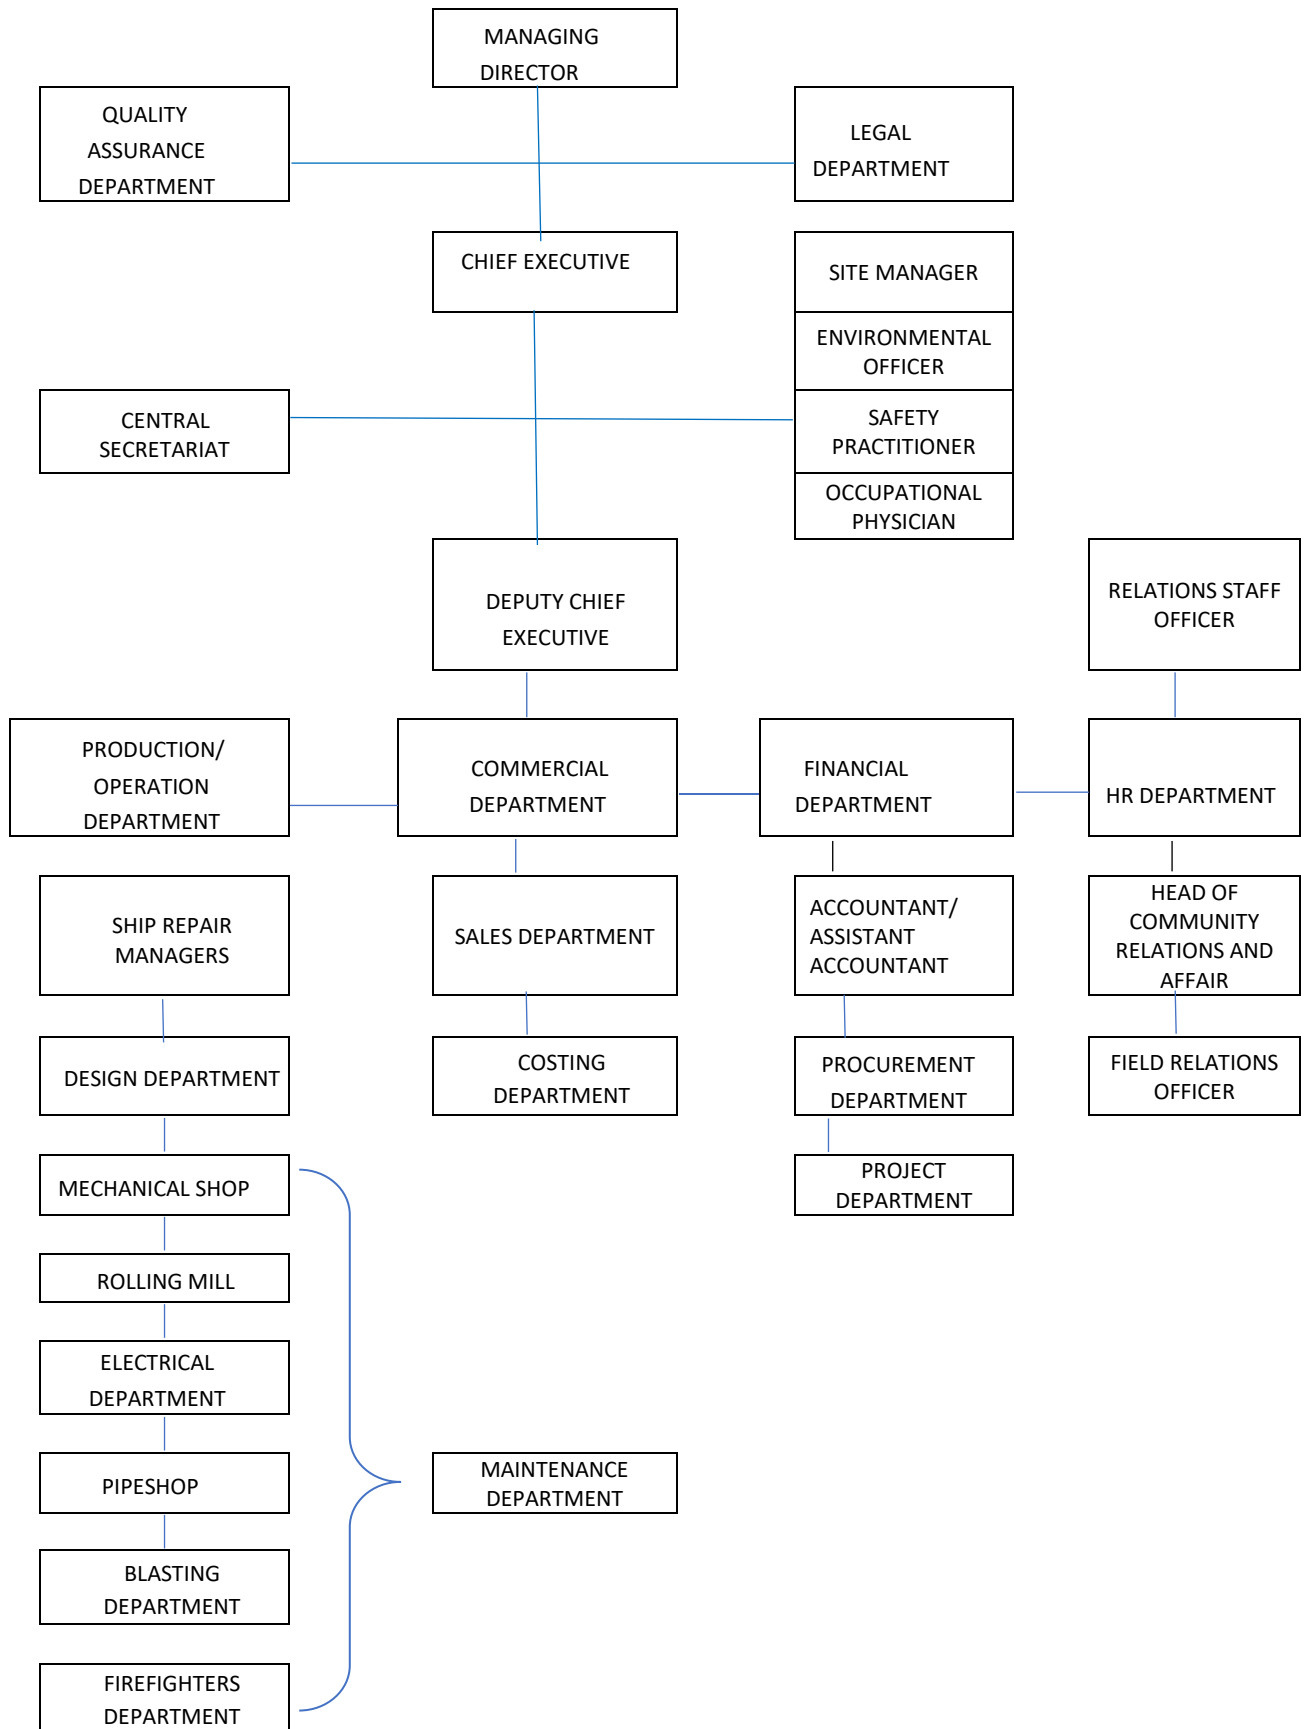 MANAGING
DIRECTOR
QUALITY
ASSURANCE
DEPARTMENT
LEGAL
DEPARTMENT
CHIEF EXECUTIVE
SITE MANAGER
ENVIRONMENTAL
OFFICER
CENTRAL
SECRETARIAT
SAFETY
PRACTITIONER
OCCUPATIONAL
PHYSICIAN
DEPUTY CHIEF
EXECUTIVE
RELATIONS STAFF
OFFICER
PRODUCTION/
OPERATION
DEPARTMENT
COMMERCIAL
DEPARTMENT
FINANCIAL
DEPARTMENT
HR DEPARTMENT
SHIP REPAIR
MANAGERS
SALES DEPARTMENT
ACCOUNTANT/
ASSISTANT
ACCOUNTANT
HEAD OF
COMMUNITY
RELATIONS AND
AFFAIR
DESIGN DEPARTMENT
COSTING
DEPARTMENT
PROCUREMENT
DEPARTMENT
FIELD RELATIONS
OFFICER
MECHANICAL SHOP
PROJECT
DEPARTMENT
ROLLING MILL
ELECTRICAL
DEPARTMENT
PIPESHOP
MAINTENANCE
DEPARTMENT
BLASTING
DEPARTMENT
FIREFIGHTERS
DEPARTMENT